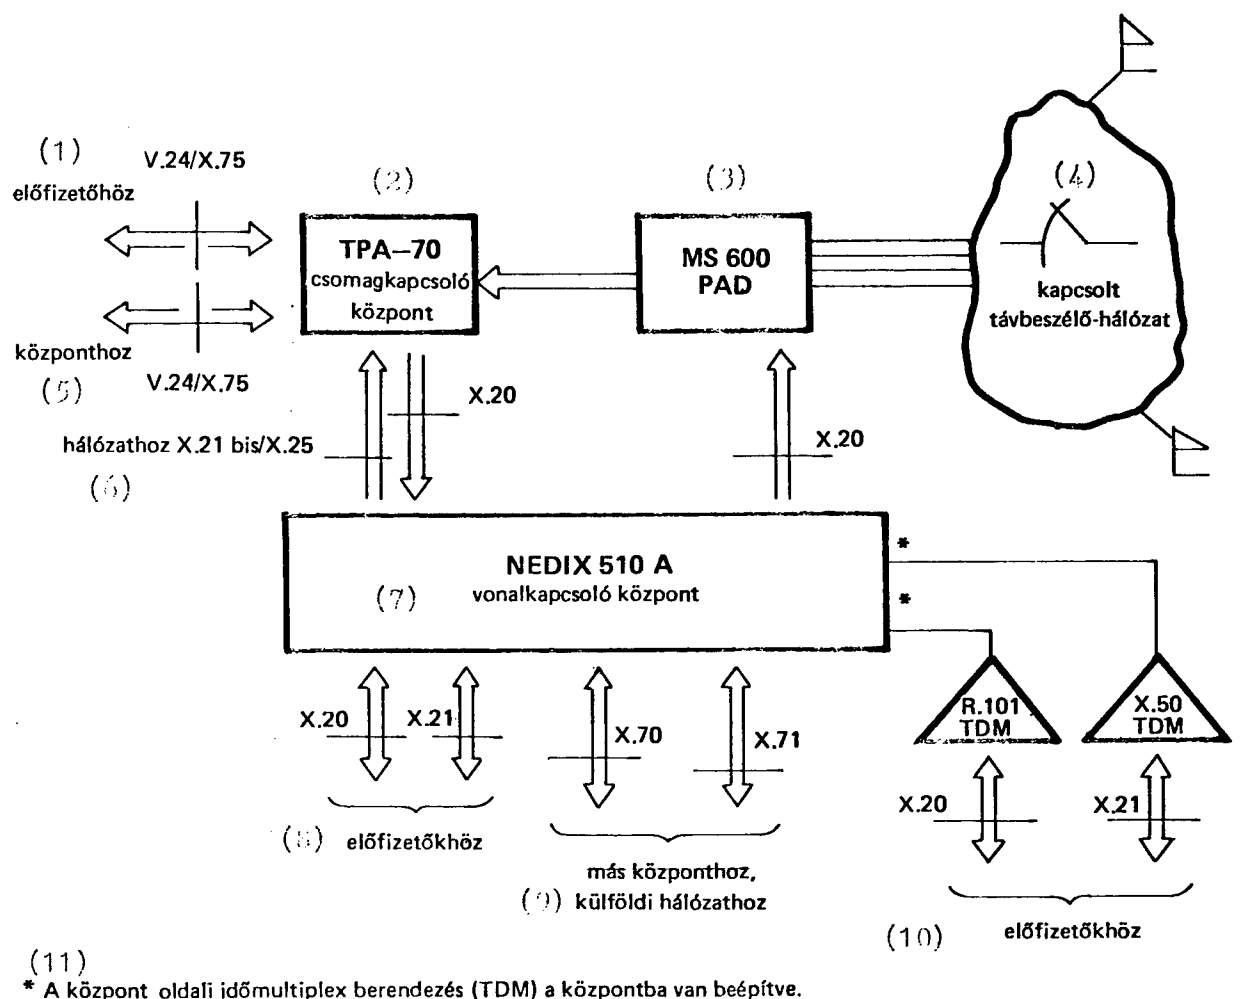 (1)
V.24/X.75
előfizetőhöz
(2)
(3)
(4)
TPA–70
csomagkapcsoló
központ
MS 600
PAD
kapcsolt
távbeszélő-hálózat
központhoz
(5)
V.24/X.75
X.20
hálózathoz X.21 bis/X.25
(6)
X.20
NEDIX 510 A
(7) vonalkapcsoló központ
*
*
R.101
TDM
X.50
TDM
X.20
X.21
X.70
X.71
X.20
X.21
(8) előfizetőkhöz
más központhoz,
(9) külföldi hálózathoz
(10) előfizetőkhöz
(11)
* A központ oldali időmultiplex berendezés (TDM) a központba van beépítve.